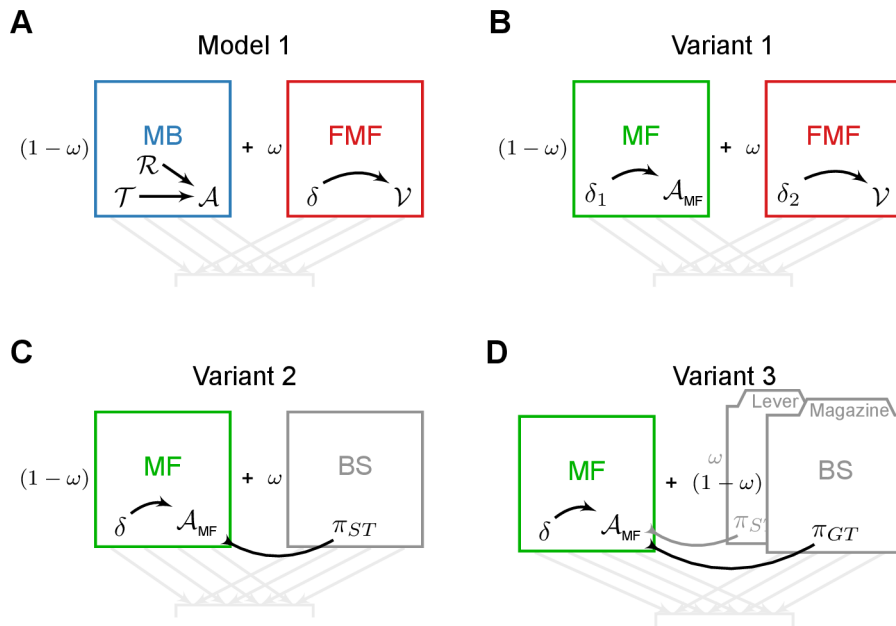 A
Model 1
(1 − ω)
MB
ℛ
𝒯
𝒜
+
ω
FMF
δ
𝒱
B
Variant 1
(1 − ω)
MF
δ₁
𝒜MF
+
ω
FMF
δ₂
𝒱
C
Variant 2
(1 − ω)
MF
δ
𝒜MF
+
ω
BS
πST
D
Variant 3
MF
δ
𝒜MF
+
Lever
ω
πS
Magazine
(1 − ω)
BS
πGT